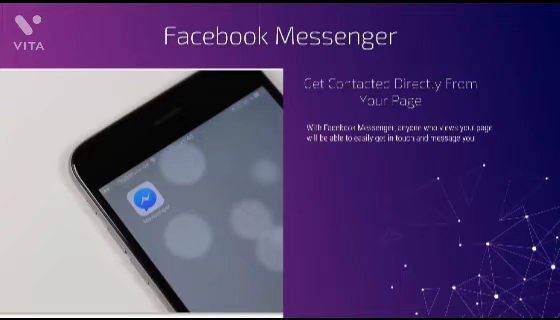 VITA
Facebook Messenger
Get Contacted Directly From
Your Page
With Facebook Messenger, anyone who views your page
will be able to easily get in touch and message you
Messenger